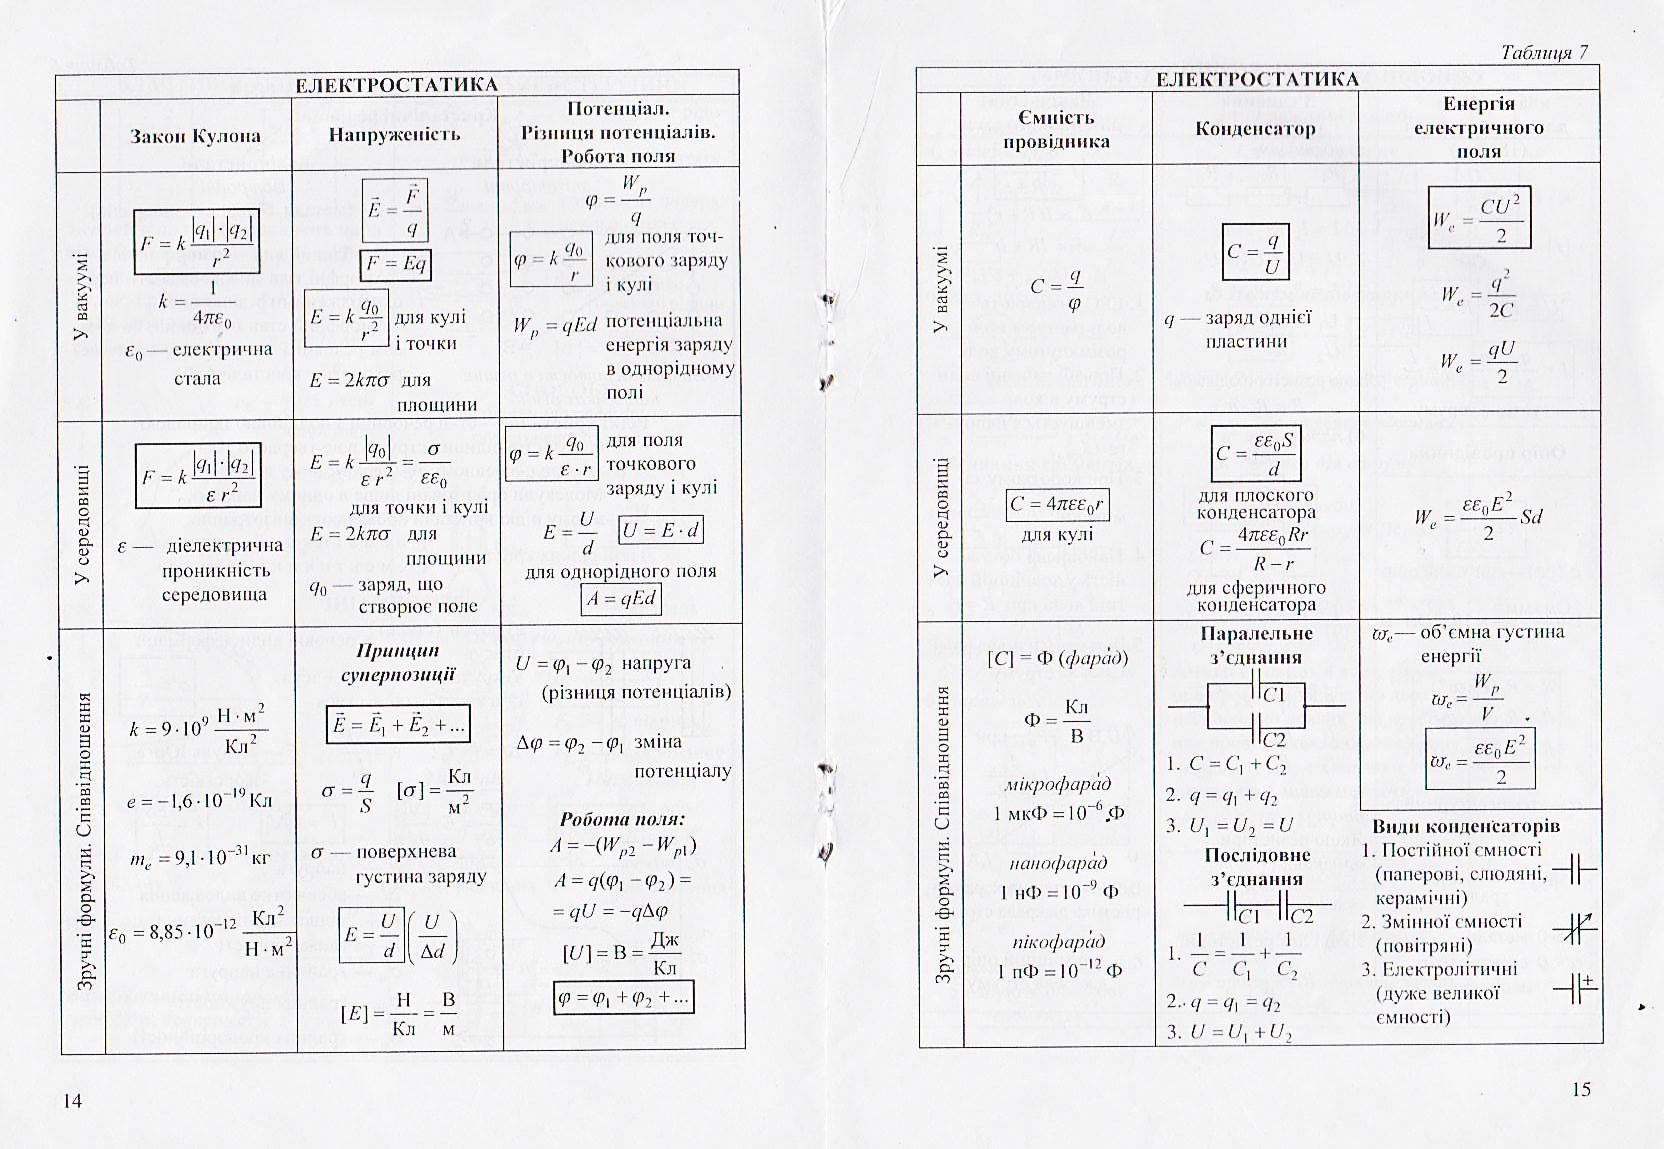 ЕЛЕКТРОСТАТИКА
Закон Кулона
Напруженість
Потенціал.
Різниця потенціалів.
Робота поля
У вакуумі
F = k |q₁|·|q₂| / r²
k = 1 / 4πε₀
ε₀ — електрична
стала
E⃗ = F⃗ / q
F = Eq
E = k q₀ / r² для кулі
і точки
E = 2kπσ для
площини
φ = Wₚ / q
φ = k q₀ / r
для поля точ-
кового заряду
і кулі
Wₚ = qEd потенціальна
енергія заряду
в однорідному
полі
У середовищі
F = k |q₁|·|q₂| / ε r²
ε — діелектрична
проникність
середовища
E = k |q₀| / ε r² = σ / εε₀
для точки і кулі
E = 2kπσ для
площини
q₀ — заряд, що
створює поле
φ = k q₀ / ε·r
для поля
точкового
заряду і кулі
E = U / d U = E·d
для однорідного поля
A = qEd
Зручні формули. Співвідношення
k = 9·10⁹ Н·м² / Кл²
e = −1,6·10⁻¹⁹ Кл
mₑ = 9,1·10⁻³¹ кг
ε₀ = 8,85·10⁻¹² Кл² / Н·м²
Принцип
суперпозиції
E⃗ = E⃗₁ + E⃗₂ + ...
σ = q / S [σ] = Кл / м²
σ — поверхнева
густина заряду
E = U / d (U / Δd)
[E] = Н / Кл = В / м
U = φ₁ − φ₂ напруга
(різниця потенціалів)
Δφ = φ₂ − φ₁ зміна
потенціалу
Робота поля:
A = −(Wₚ₂ − Wₚ₁)
A = q(φ₁ − φ₂) =
= qU = −qΔφ
[U] = В = Дж / Кл
φ = φ₁ + φ₂ + ...
14
Таблиця 7
ЕЛЕКТРОСТАТИКА
Ємність
провідника
Конденсатор
Енергія
електричного
поля
У вакуумі
C = q / φ
C = q / U
q — заряд однієї
пластини
Wₑ = CU² / 2
Wₑ = q² / 2C
Wₑ = qU / 2
У середовищі
C = 4πεε₀r
для кулі
C = εε₀S / d
для плоского
конденсатора
C = 4πεε₀Rr / R − r
для сферичного
конденсатора
Wₑ = εε₀E² / 2 Sd
Зручні формули. Співвідношення
[C] = Ф (фарад)
Ф = Кл / В
мікрофарад
1 мкФ = 10⁻⁶ Ф
нанофарад
1 нФ = 10⁻⁹ Ф
пікофарад
1 пФ = 10⁻¹² Ф
Паралельне
з’єднання
C1
C2
1. C = C₁ + C₂
2. q = q₁ + q₂
3. U₁ = U₂ = U
Послідовне
з’єднання
C1 C2
1. 1 / C = 1 / C₁ + 1 / C₂
2. q = q₁ = q₂
3. U = U₁ + U₂
ϖₑ — об’ємна густина
енергії
ϖₑ = Wₚ / V
ϖₑ = εε₀E² / 2
Види конденсаторів
1. Постійної ємності
(паперові, слюдяні,
керамічні)
2. Змінної ємності
(повітряні)
3. Електролітичні
(дуже великої
ємності)
+
15